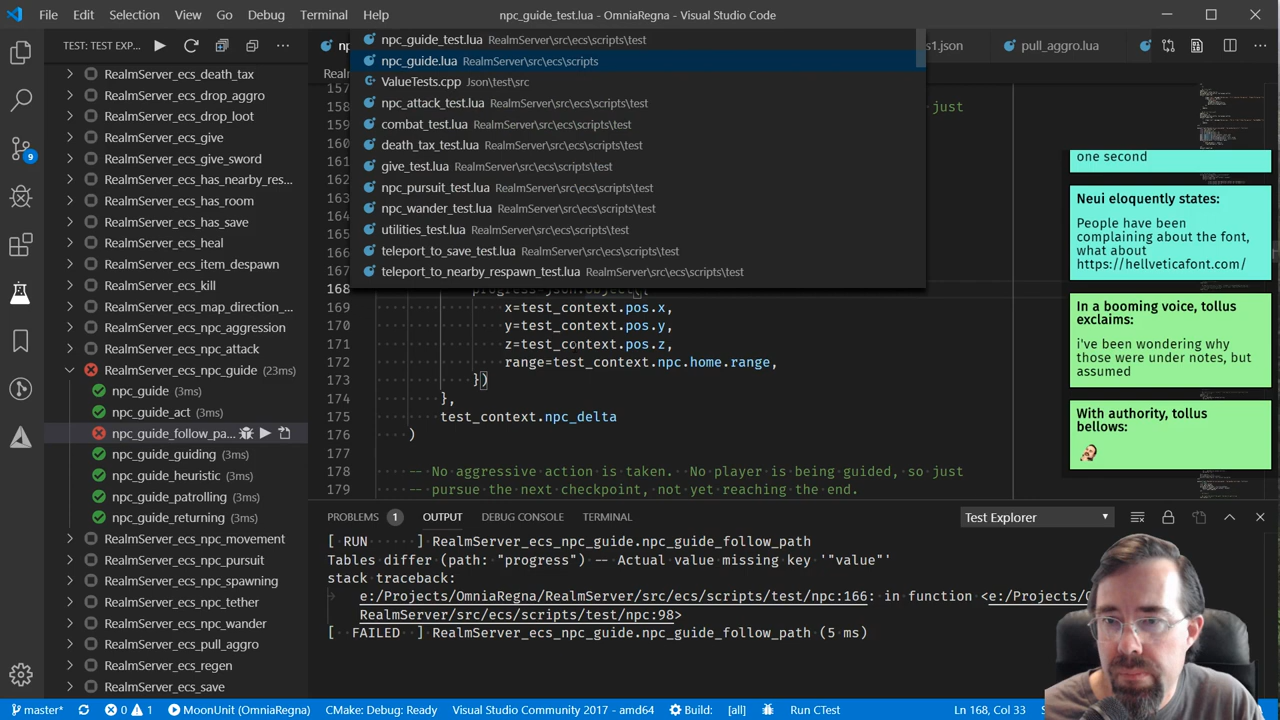 File Edit Selection View Go Debug Terminal Help
npc_guide_test.lua - OmniaRegna - Visual Studio Code
TEST: TEST EXP...
npc_guide_test.lua RealmServer\src\ecs\scripts\test
npc_guide.lua RealmServer\src\ecs\scripts
ValueTests.cpp Json\test\src
npc_attack_test.lua RealmServer\src\ecs\scripts\test
combat_test.lua RealmServer\src\ecs\scripts\test
death_tax_test.lua RealmServer\src\ecs\scripts\test
give_test.lua RealmServer\src\ecs\scripts\test
npc_pursuit_test.lua RealmServer\src\ecs\scripts\test
npc_wander_test.lua RealmServer\src\ecs\scripts\test
utilities_test.lua RealmServer\src\ecs\scripts\test
teleport_to_save_test.lua RealmServer\src\ecs\scripts\test
teleport_to_nearby_respawn_test.lua RealmServer\src\ecs\scripts\test
s1.json
pull_aggro.lua
RealmServer_ecs_death_tax
RealmServer_ecs_drop_aggro
RealmServer_ecs_drop_loot
RealmServer_ecs_give
RealmServer_ecs_give_sword
RealmServer_ecs_has_nearby_res...
RealmServer_ecs_has_room
RealmServer_ecs_has_save
RealmServer_ecs_heal
RealmServer_ecs_item_despawn
RealmServer_ecs_kill
RealmServer_ecs_map_direction_...
RealmServer_ecs_npc_aggression
RealmServer_ecs_npc_attack
RealmServer_ecs_npc_guide (23ms)
npc_guide (3ms)
npc_guide_act (3ms)
npc_guide_follow_pa...
npc_guide_guiding (3ms)
npc_guide_heuristic (3ms)
npc_guide_patrolling (3ms)
npc_guide_returning (3ms)
RealmServer_ecs_npc_movement
RealmServer_ecs_npc_pursuit
RealmServer_ecs_npc_spawning
RealmServer_ecs_npc_tether
RealmServer_ecs_npc_wander
RealmServer_ecs_pull_aggro
RealmServer_ecs_regen
RealmServer_ecs_save
9
157
158 just
159
160
161
162
163
164
165
166
167
168 progress=json.object({
169 x=test_context.pos.x,
170 y=test_context.pos.y,
171 z=test_context.pos.z,
172 range=test_context.npc.home.range,
173 })
174 },
175 test_context.npc_delta
176 )
177
178 -- No aggressive action is taken. No player is being guided, so just
179 -- pursue the next checkpoint, not yet reaching the end.
one second
Neui eloquently states:
People have been
complaining about the font,
what about
https://hellveticafont.com/
In a booming voice, tollus
exclaims:
i've been wondering why
those were under notes, but
assumed
With authority, tollus
bellows:
PROBLEMS 1 OUTPUT DEBUG CONSOLE TERMINAL
Test Explorer
[ RUN ] RealmServer_ecs_npc_guide.npc_guide_follow_path
Tables differ (path: "progress") -- Actual value missing key '"value"'
stack traceback:
e:/Projects/OmniaRegna/RealmServer/src/ecs/scripts/test/npc:166: in function <e:/Projects/O
RealmServer/src/ecs/scripts/test/npc:98>
[ FAILED ] RealmServer_ecs_npc_guide.npc_guide_follow_path (5 ms)
master* 0 1 MoonUnit (OmniaRegna) CMake: Debug: Ready Visual Studio Community 2017 - amd64 Build: [all] Run CTest Ln 168, Col 33